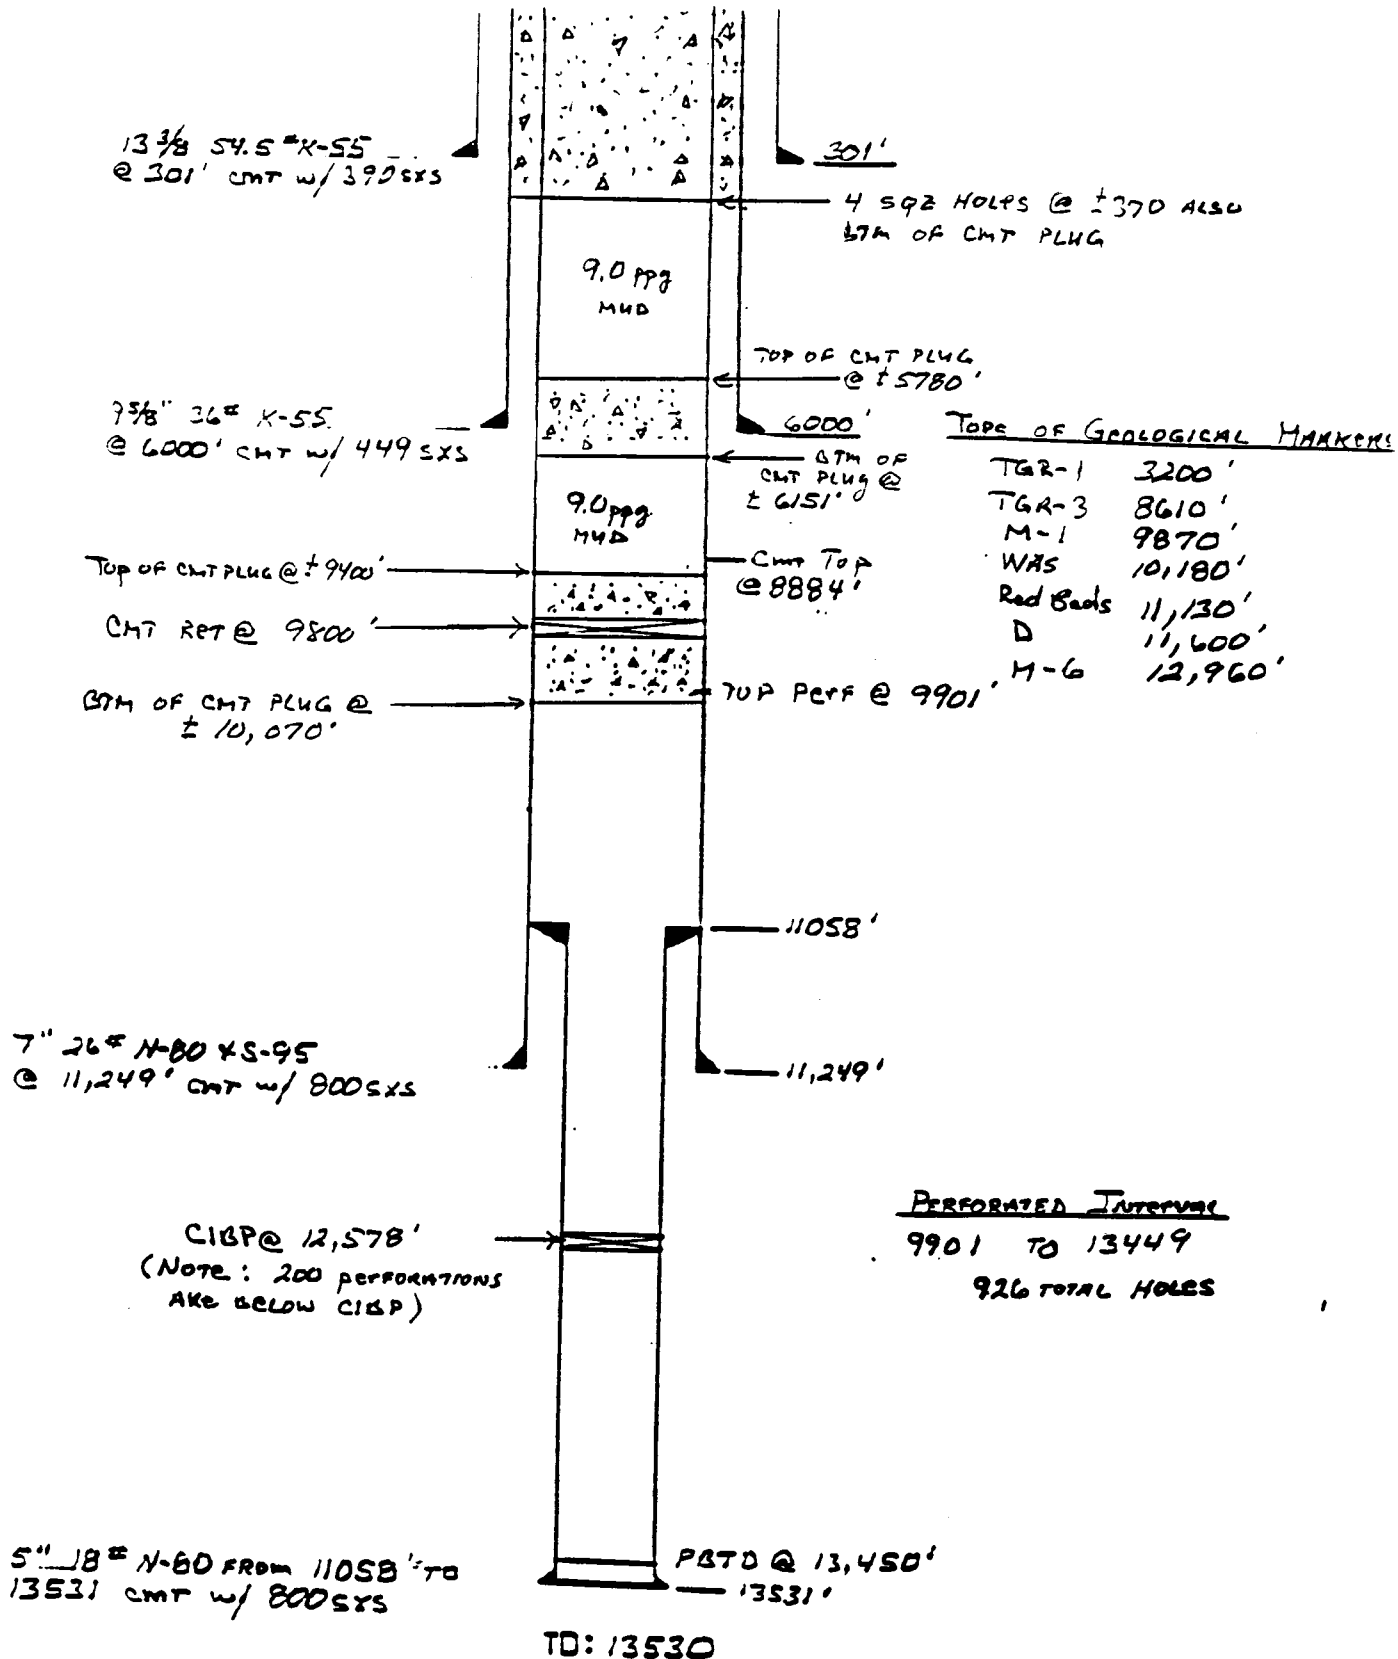 13 3/8 54.5 # K-55
@ 301' CMT w/ 390 SXS
301'
4 SQZ HOLES @ ±370 ALSO
BTM OF CMT PLUG
9.0 ppg
MUD
TOP OF CMT PLUG
@ ±5780'
9 5/8" 36# K-55
@ 6000' CMT w/ 449 SXS
6000'
BTM OF
CMT PLUG @
± 6151'
TOPS OF GEOLOGICAL MARKERS
TGR-1 3200'
TGR-3 8610'
M-1 9870'
WAS 10,180'
Red Beds 11,130'
D 11,600'
M-6 12,960'
9.0 ppg
MUD
Cmt Top
@ 8884'
Top OF CMT PLUG @ ± 9400'
CMT RET @ 9800'
BTM OF CMT PLUG @
± 10,070'
TOP PERF @ 9901'
11058'
7" 26# N-80 & S-95
@ 11,249' CMT w/ 800 SXS
11,249'
CIBP @ 12,578'
(NOTE: 200 PERFORATIONS
ARE BELOW CIBP)
PERFORATED INTERVAL
9901 TO 13449
926 TOTAL HOLES
5" 18# N-80 FROM 11058' TO
13531 CMT w/ 800 SXS
PBTD @ 13,450'
13531'
TD: 13530